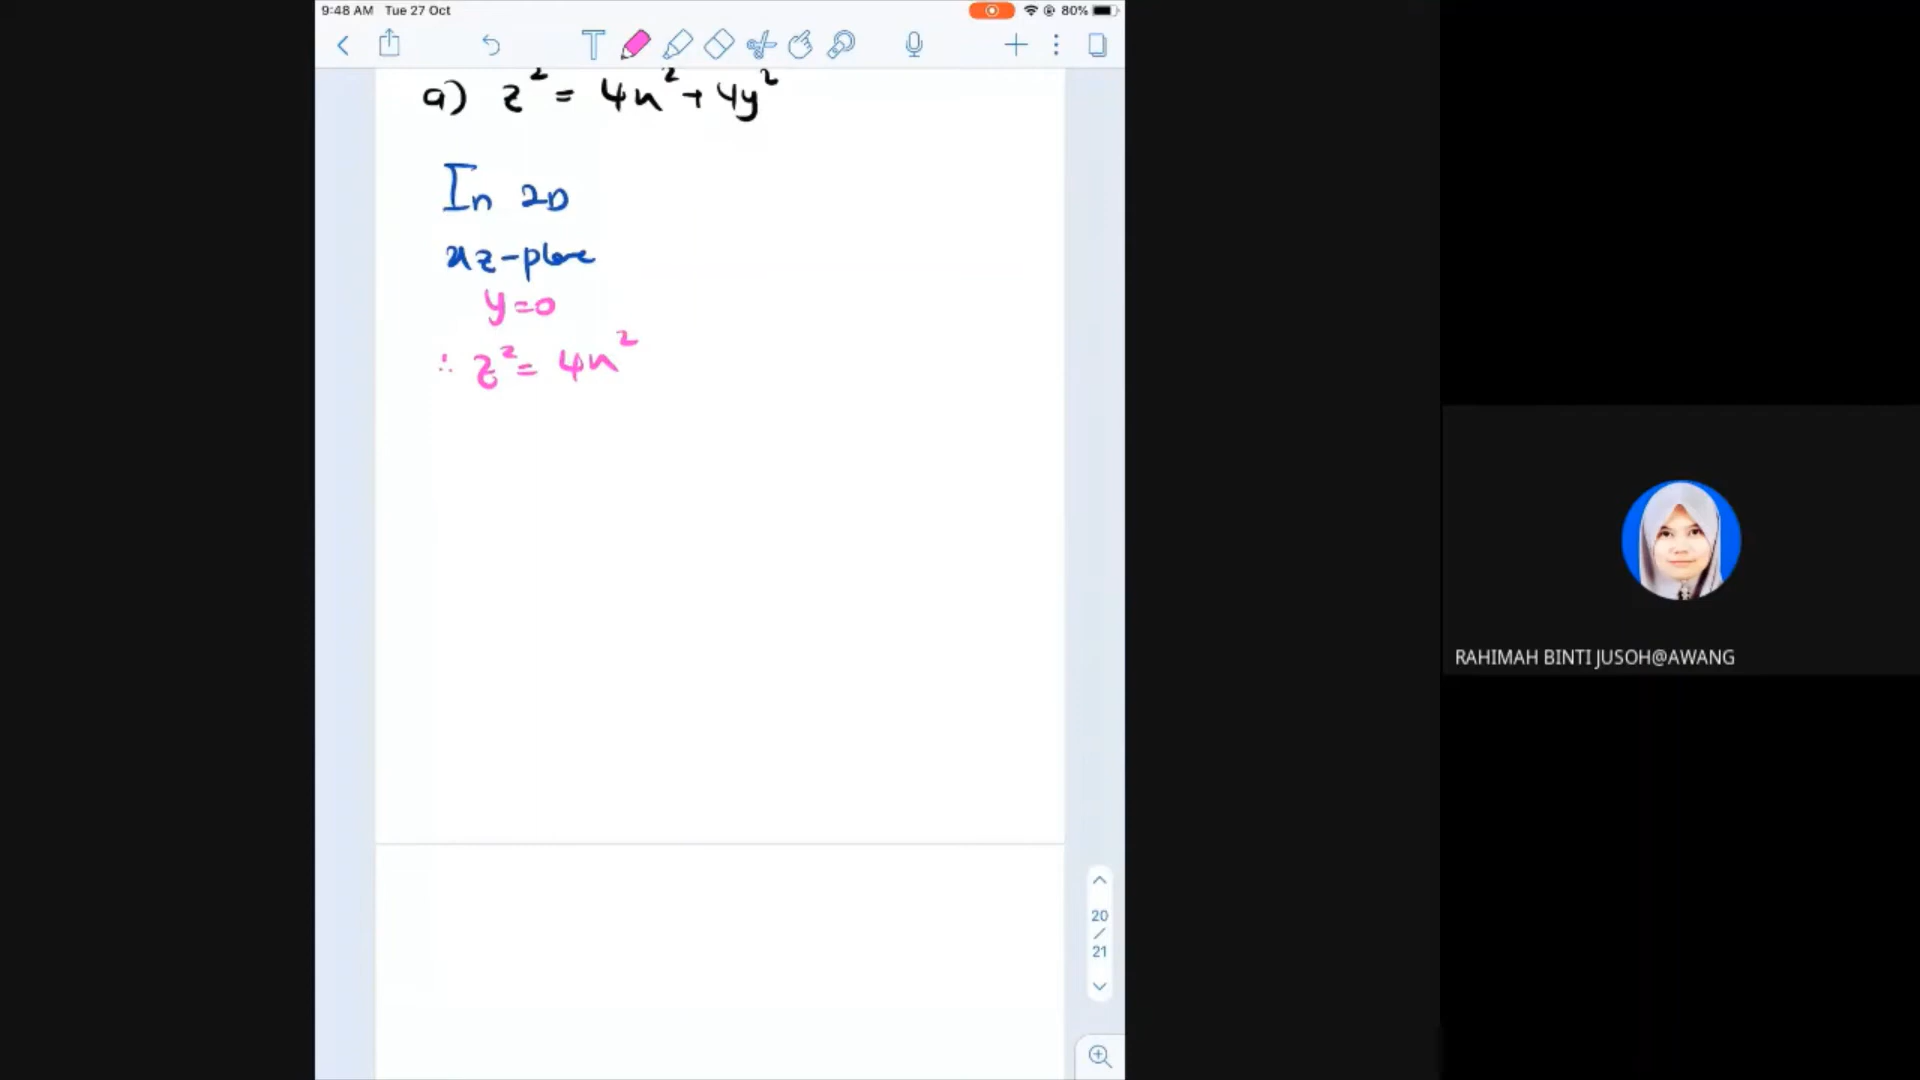 9:48 AM Tue 27 Oct
80%
a) z² = 4x² + 4y²
In 2D
xz-plane
y=0
∴ z² = 4x²
20
/
21
RAHIMAH BINTI JUSOH@AWANG